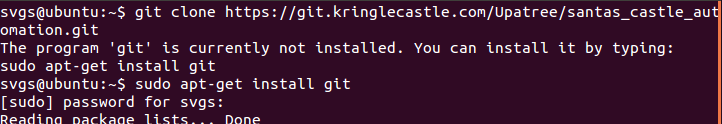 svgs@ubuntu:~$ git clone https://git.kringlecastle.com/Upatree/santas_castle_aut
omation.git
The program 'git' is currently not installed. You can install it by typing:
sudo apt-get install git
svgs@ubuntu:~$ sudo apt-get install git
[sudo] password for svgs:
Reading package lists... Done